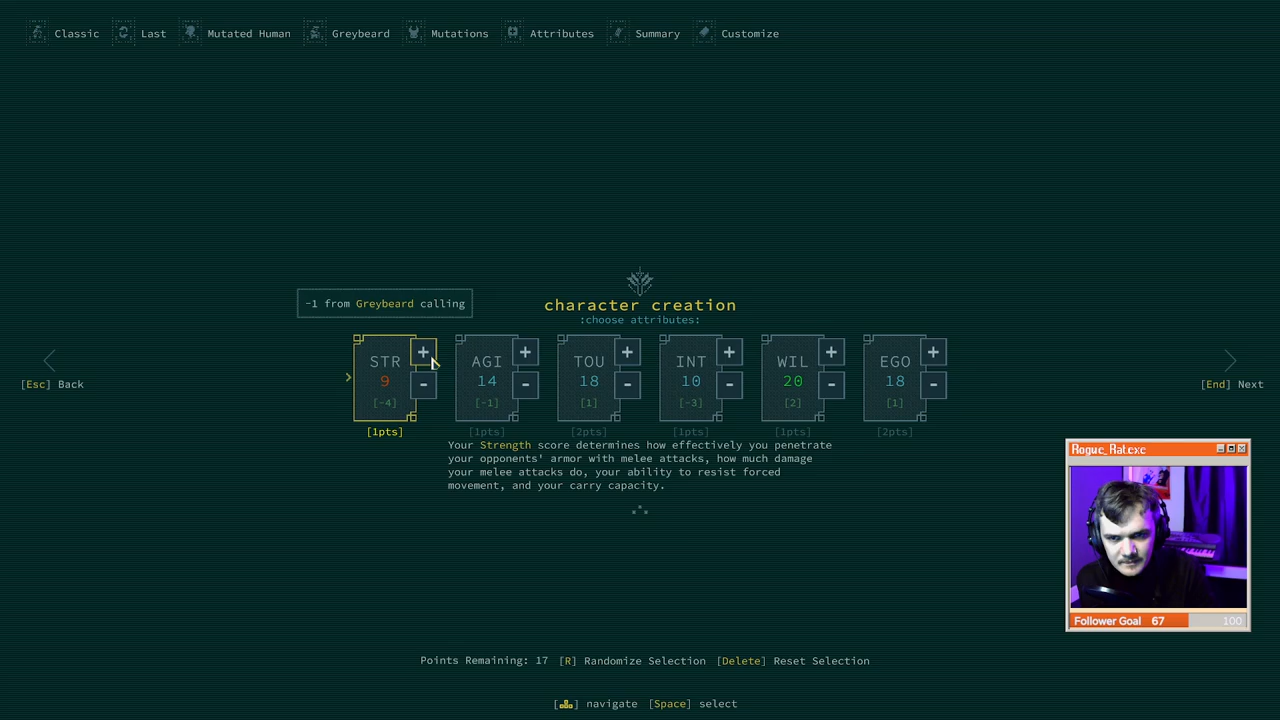 Classic Last Mutated Human Greybeard Mutations Attributes Summary Customize
-1 from Greybeard calling
character creation
:choose attributes:
STR AGI TOU INT WIL EGO
+ + + + + +
9 14 18 10 20 18
- - - - - -
[-4] [-1] [1] [-3] [2] [1]
[1pts] [1pts] [2pts] [1pts] [1pts] [2pts]
[Esc] Back
[End] Next
Your Strength score determines how effectively you penetrate
your opponents' armor with melee attacks, how much damage
your melee attacks do, your ability to resist forced
movement, and your carry capacity.
Rogue_Rat.exe
Follower Goal 67 100
Points Remaining: 17 [R] Randomize Selection [Delete] Reset Selection
navigate [Space] select